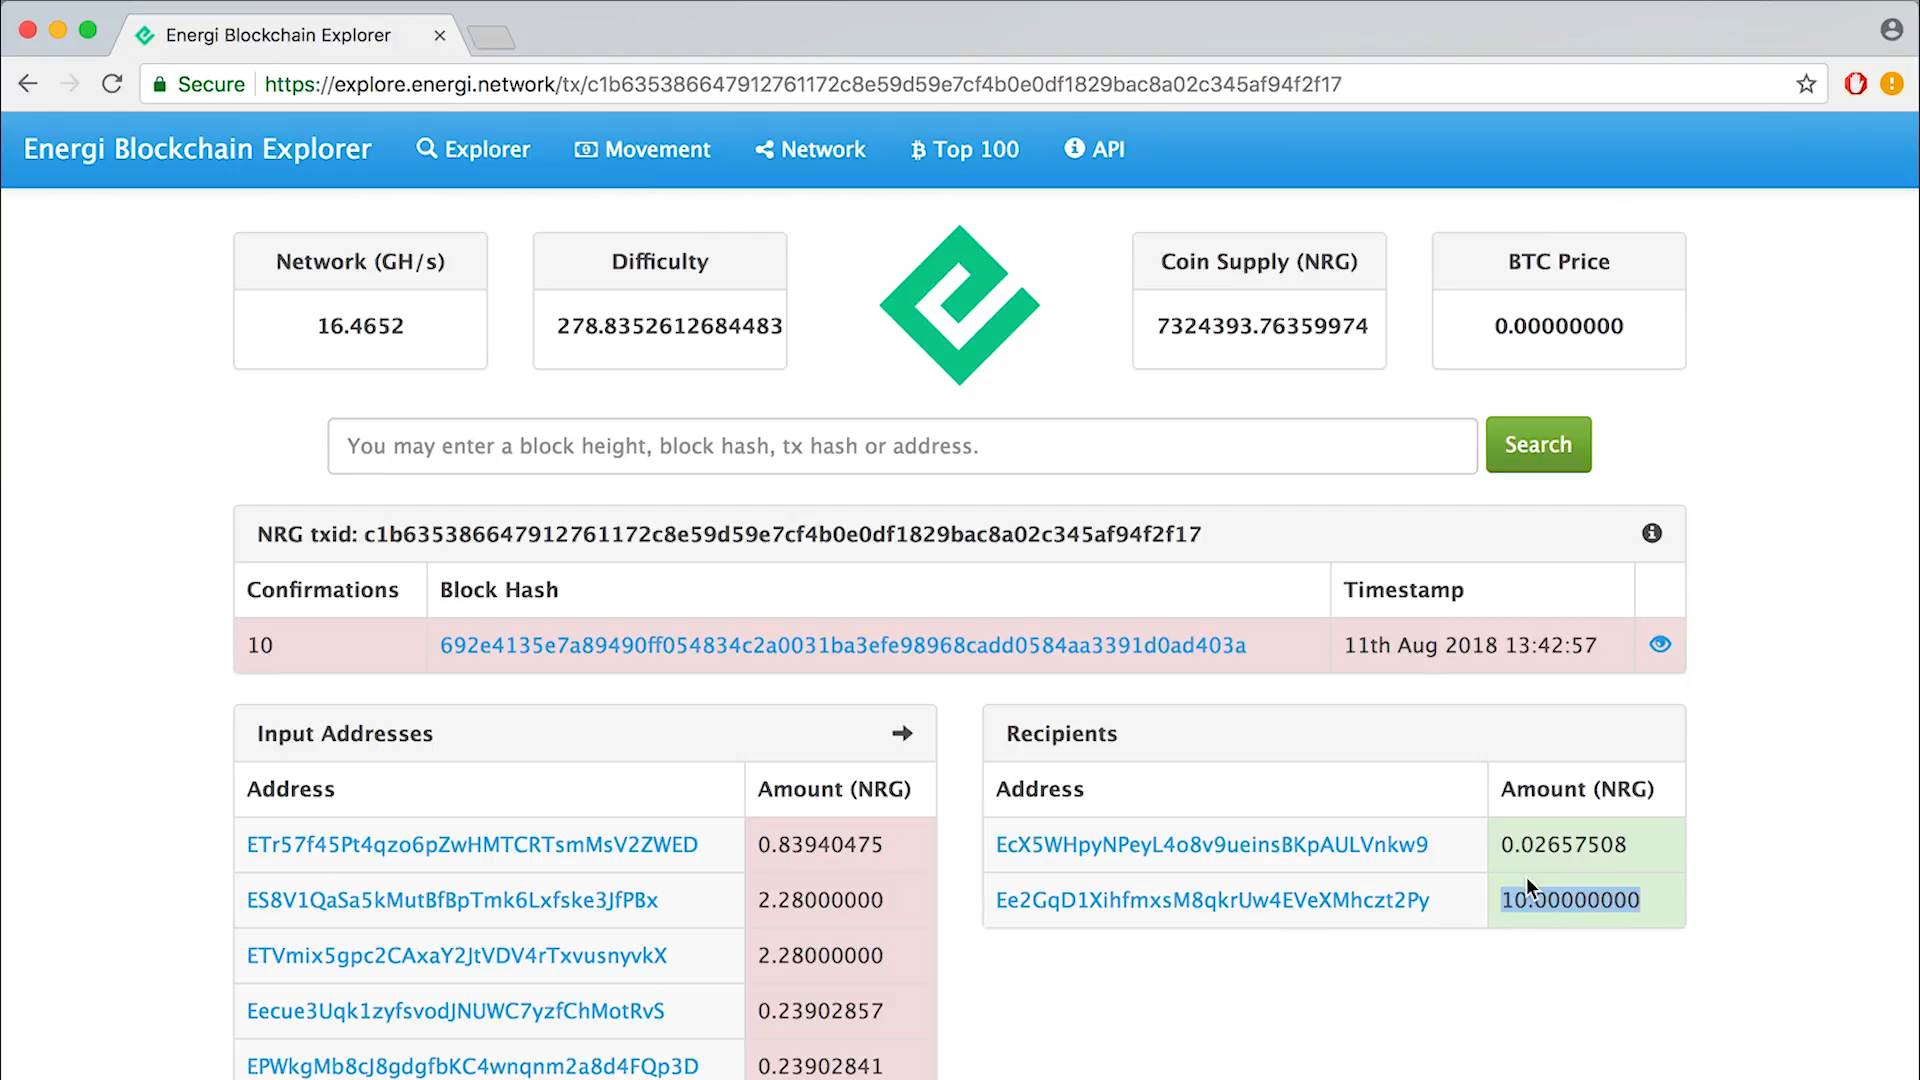 Energi Blockchain Explorer
Secure https://explore.energi.network/tx/c1b635386647912761172c8e59d59e7cf4b0e0df1829bac8a02c345af94f2f17
Energi Blockchain Explorer Explorer Movement Network Top 100 API
Network (GH/s) Difficulty Coin Supply (NRG) BTC Price
16.4652 278.8352612684483 7324393.76359974 0.00000000
You may enter a block height, block hash, tx hash or address. Search
NRG txid: c1b635386647912761172c8e59d59e7cf4b0e0df1829bac8a02c345af94f2f17
Confirmations Block Hash Timestamp
10 692e4135e7a89490ff054834c2a0031ba3efe98968cadd0584aa3391d0ad403a 11th Aug 2018 13:42:57
Input Addresses
Address Amount (NRG)
ETr57f45Pt4qzo6pZwHMTCRTsmMsV2ZWED 0.83940475
ES8V1QaSa5kMutBfBpTmk6Lxfske3JfPBx 2.28000000
ETVmix5gpc2CAxaY2JtVDV4rTxvusnyvkX 2.28000000
Eecue3Uqk1zyfsvodJNUWC7yzfChMotRvS 0.23902857
EPWkgMb8cJ8gdgfbKC4wnqnm2a8d4FQp3D 0.23902841
Recipients
Address Amount (NRG)
EcX5WHpyNPeyL4o8v9ueinsBKpAULVnkw9 0.02657508
Ee2GqD1XihfmxsM8qkrUw4EVeXMhczt2Py 10.00000000